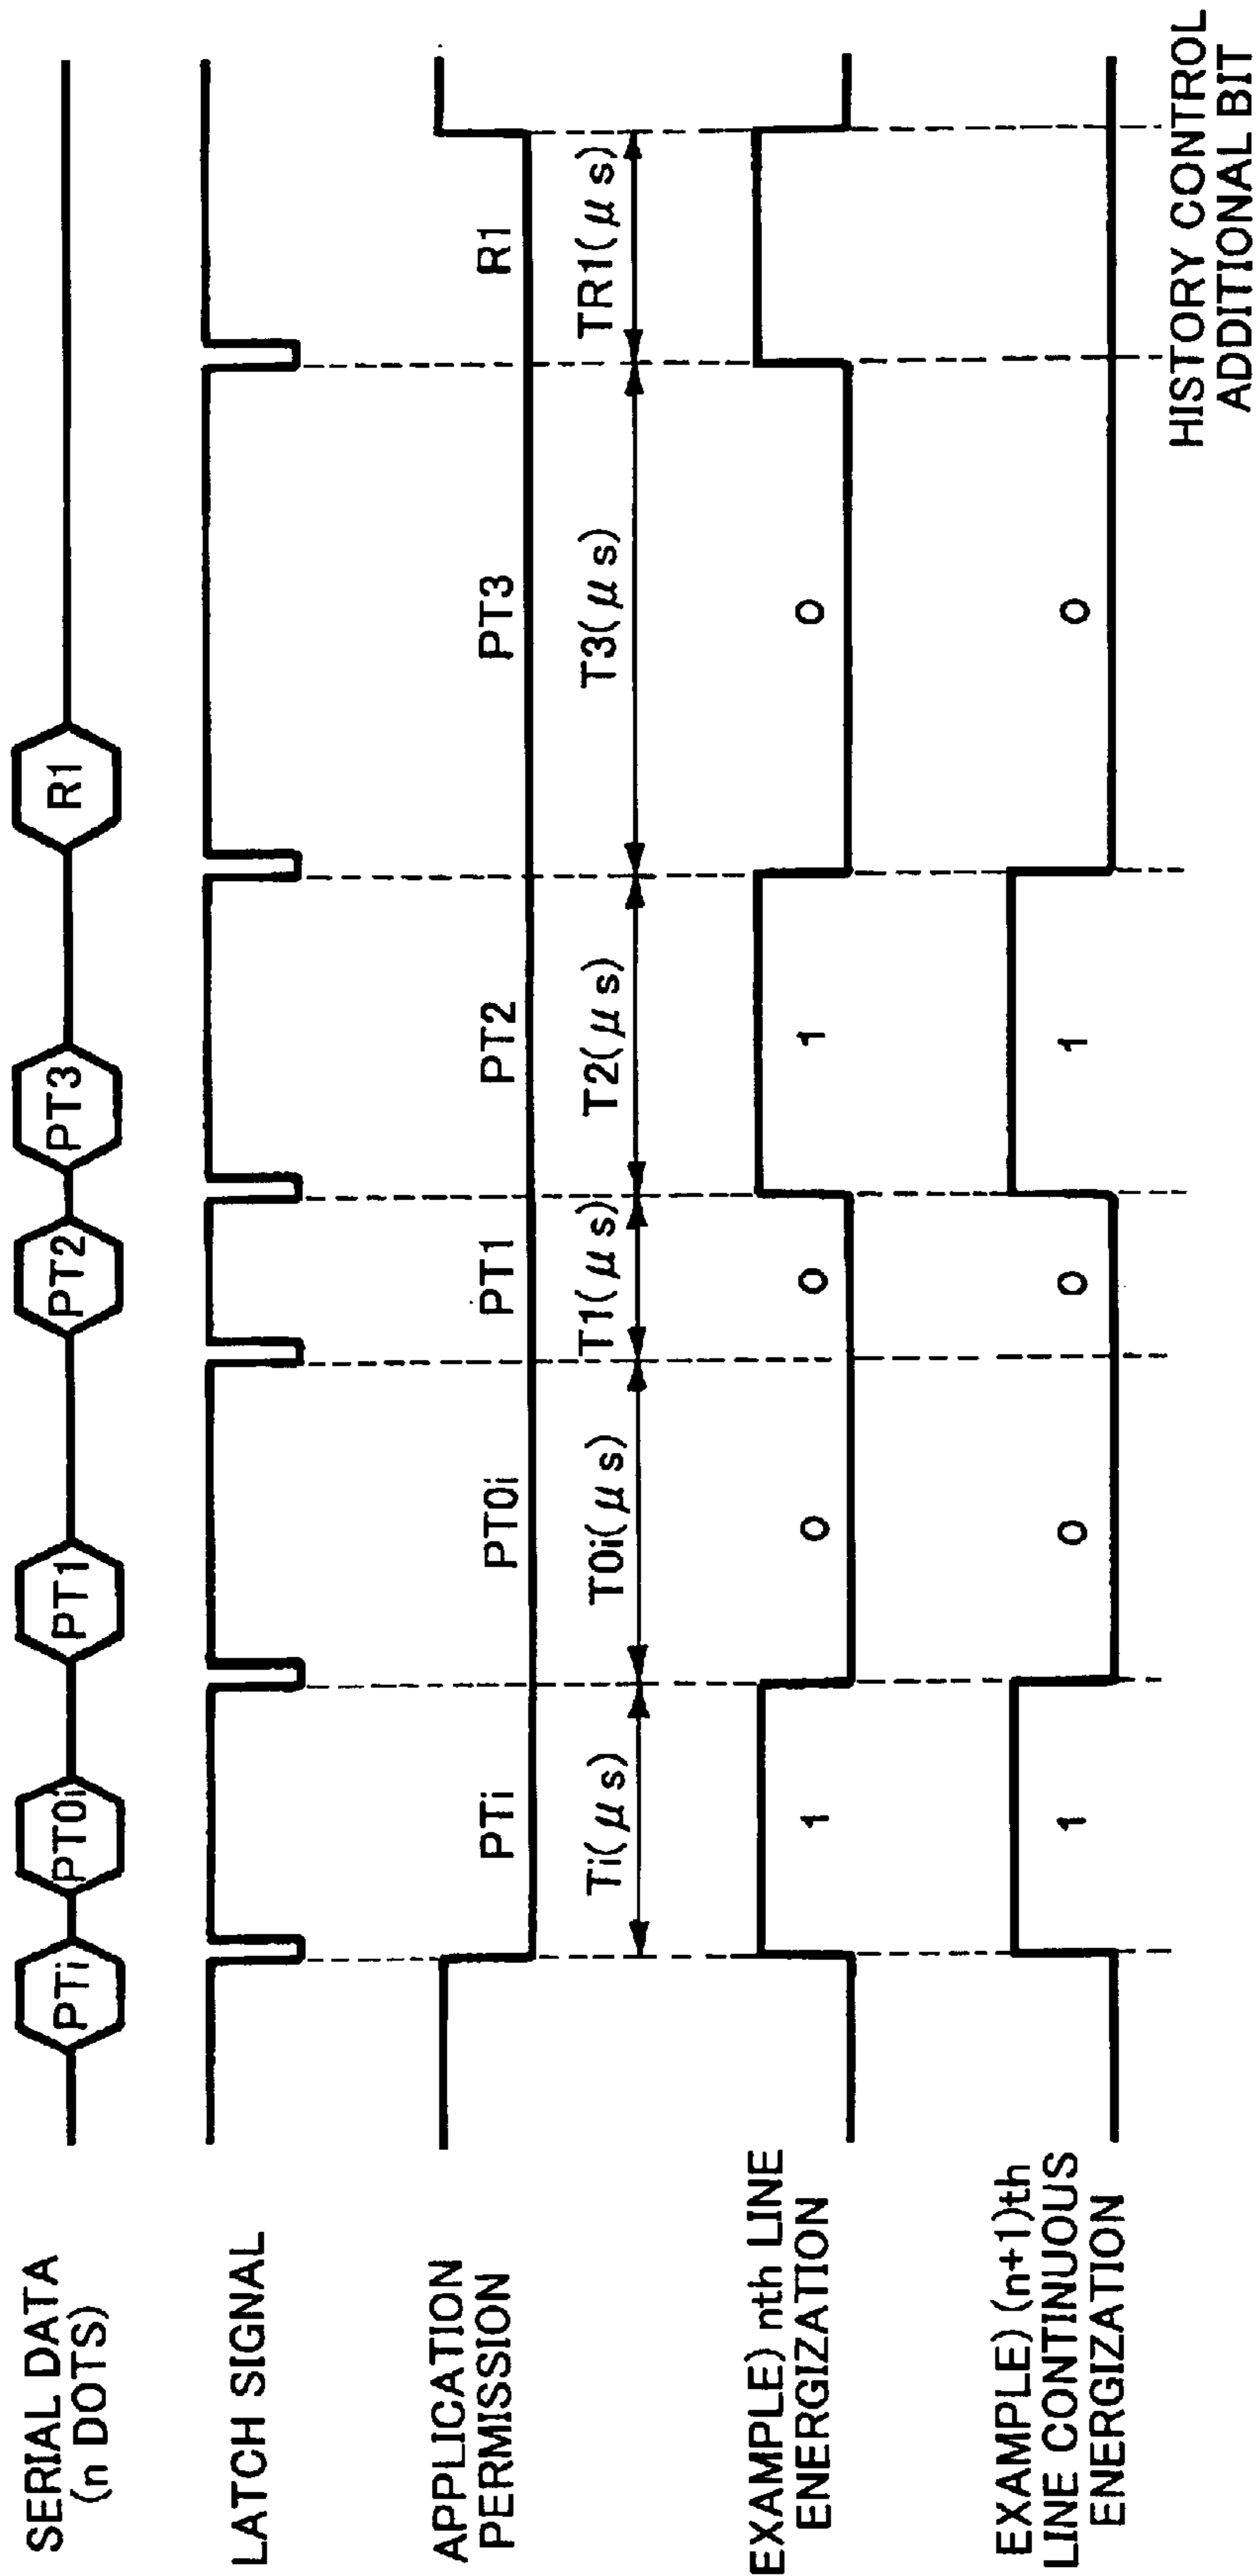 SERIAL DATA
(n DOTS)
PTi
PT0i
PT1
PT2
PT3
R1
LATCH SIGNAL
APPLICATION
PERMISSION
PTi
PT0i
PT1
PT2
PT3
R1
Ti(μs)
T0i(μs)
T1(μs)
T2(μs)
T3(μs)
TR1(μs)
EXAMPLE) nth LINE
ENERGIZATION
1
0
0
1
0
EXAMPLE) (n+1)th
LINE CONTINUOUS
ENERGIZATION
1
0
0
1
0
HISTORY CONTROL
ADDITIONAL BIT